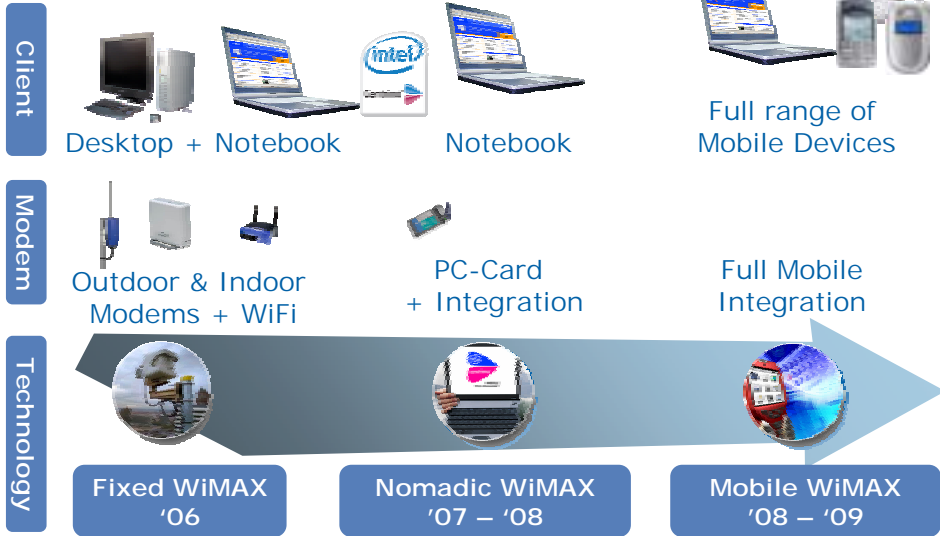 Client
intel
Desktop + Notebook
Notebook
Full range of
Mobile Devices
Modem
Outdoor & Indoor
Modems + WiFi
PC-Card
+ Integration
Full Mobile
Integration
Technology
Fixed WiMAX
‘06
Nomadic WiMAX
’07 – ‘08
Mobile WiMAX
’08 – ‘09